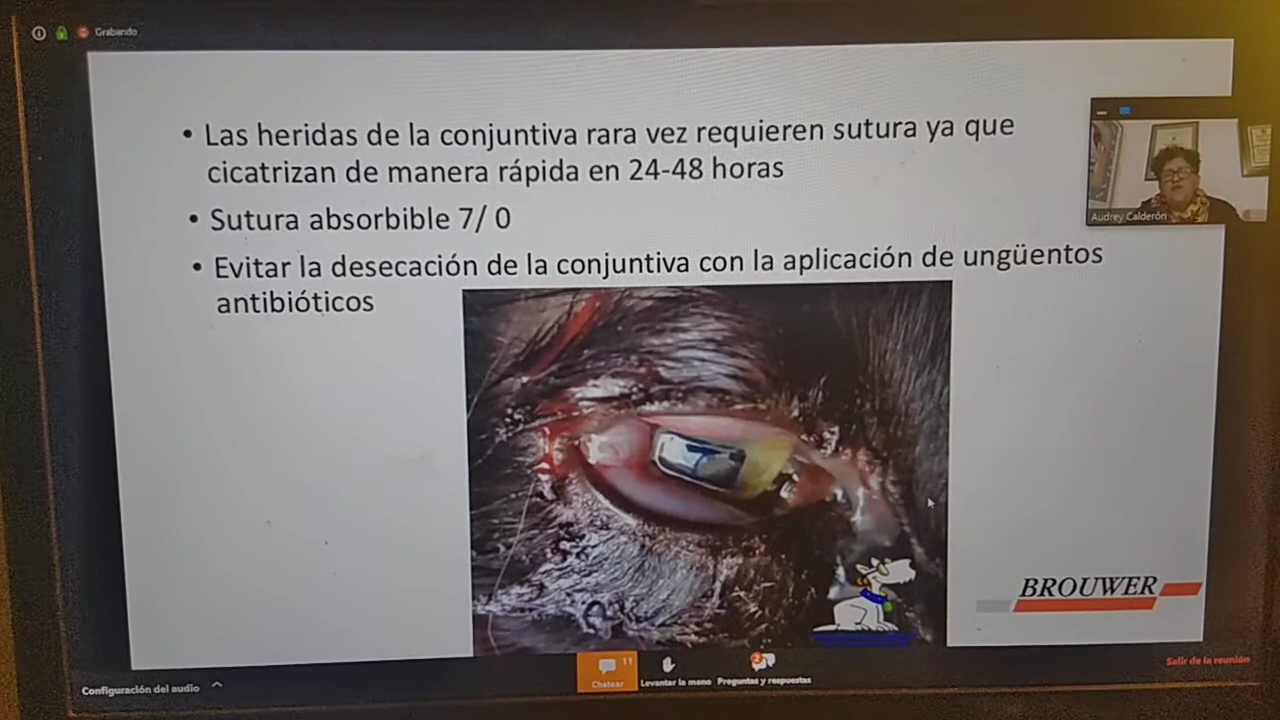 Grabando
• Las heridas de la conjuntiva rara vez requieren sutura ya que
cicatrizan de manera rápida en 24-48 horas
• Sutura absorbible 7/ 0
• Evitar la desecación de la conjuntiva con la aplicación de ungüentos
antibióticos
Audrey Calderón
BROUWER
Configuración del audio
11
Chatear
Levantar la mano
2
Preguntas y respuestas
Salir de la reunión